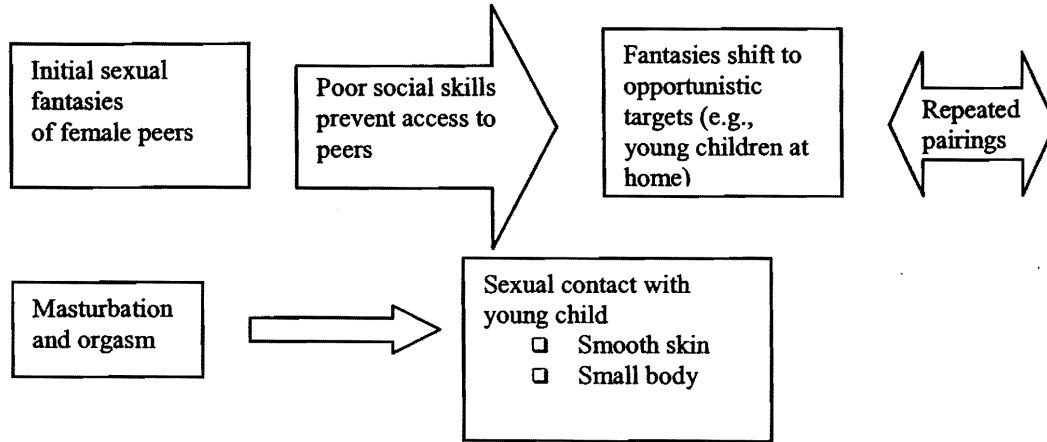 Initial sexual
fantasies
of female peers
Poor social skills
prevent access to
peers
Fantasies shift to
opportunistic
targets (e.g.,
young children at
home)
Repeated
pairings
Masturbation
and orgasm
Sexual contact with
young child
❑ Smooth skin
❑ Small body